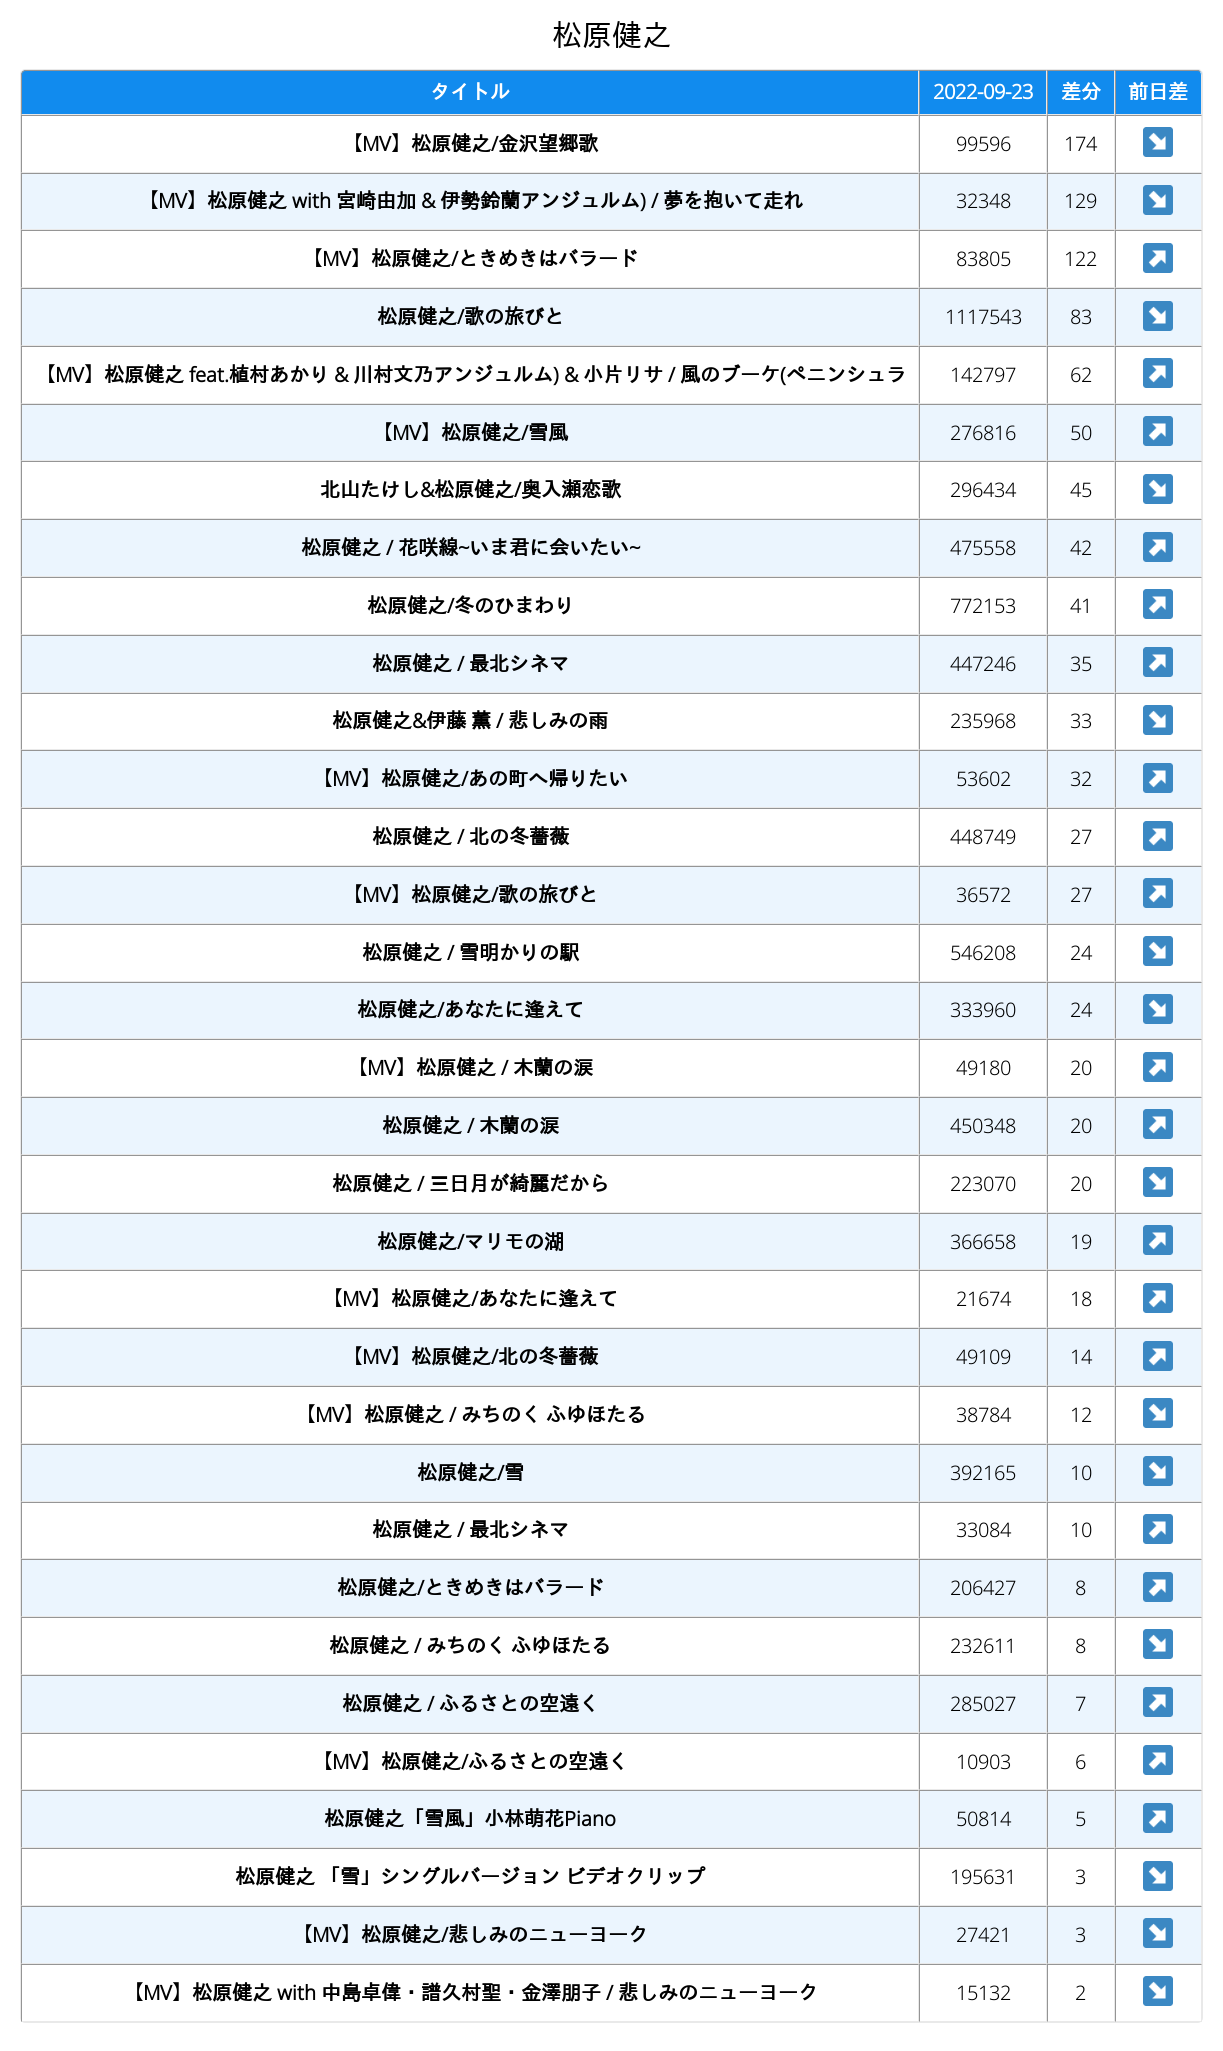 松原健之
タイトル 2022-09-23 差分 前日差
【MV】松原健之/金沢望郷歌 99596 174 ↘
【MV】松原健之 with 宮崎由加 & 伊勢鈴蘭アンジュルム) / 夢を抱いて走れ 32348 129 ↘
【MV】松原健之/ときめきはバラード 83805 122 ↗
松原健之/歌の旅びと 1117543 83 ↘
【MV】松原健之 feat.植村あかり & 川村文乃アンジュルム) & 小片リサ / 風のブーケ(ペニンシュラ 142797 62 ↗
【MV】松原健之/雪風 276816 50 ↗
北山たけし&松原健之/奥入瀬恋歌 296434 45 ↘
松原健之 / 花咲線~いま君に会いたい~ 475558 42 ↗
松原健之/冬のひまわり 772153 41 ↗
松原健之 / 最北シネマ 447246 35 ↗
松原健之&伊藤 薫 / 悲しみの雨 235968 33 ↘
【MV】松原健之/あの町へ帰りたい 53602 32 ↗
松原健之 / 北の冬薔薇 448749 27 ↗
【MV】松原健之/歌の旅びと 36572 27 ↗
松原健之 / 雪明かりの駅 546208 24 ↘
松原健之/あなたに逢えて 333960 24 ↘
【MV】松原健之 / 木蘭の涙 49180 20 ↗
松原健之 / 木蘭の涙 450348 20 ↗
松原健之 / 三日月が綺麗だから 223070 20 ↘
松原健之/マリモの湖 366658 19 ↗
【MV】松原健之/あなたに逢えて 21674 18 ↗
【MV】松原健之/北の冬薔薇 49109 14 ↗
【MV】松原健之 / みちのく ふゆほたる 38784 12 ↘
松原健之/雪 392165 10 ↘
松原健之 / 最北シネマ 33084 10 ↗
松原健之/ときめきはバラード 206427 8 ↗
松原健之 / みちのく ふゆほたる 232611 8 ↘
松原健之 / ふるさとの空遠く 285027 7 ↗
【MV】松原健之/ふるさとの空遠く 10903 6 ↗
松原健之「雪風」小林萌花Piano 50814 5 ↗
松原健之 「雪」シングルバージョン ビデオクリップ 195631 3 ↘
【MV】松原健之/悲しみのニューヨーク 27421 3 ↘
【MV】松原健之 with 中島卓偉・譜久村聖・金澤朋子 / 悲しみのニューヨーク 15132 2 ↘